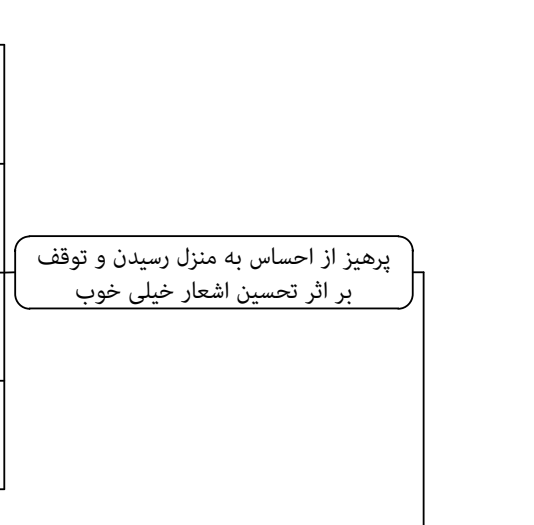 پرهیز از احساس به منزل رسیدن و توقف
بر اثر تحسین اشعار خیلی خوب